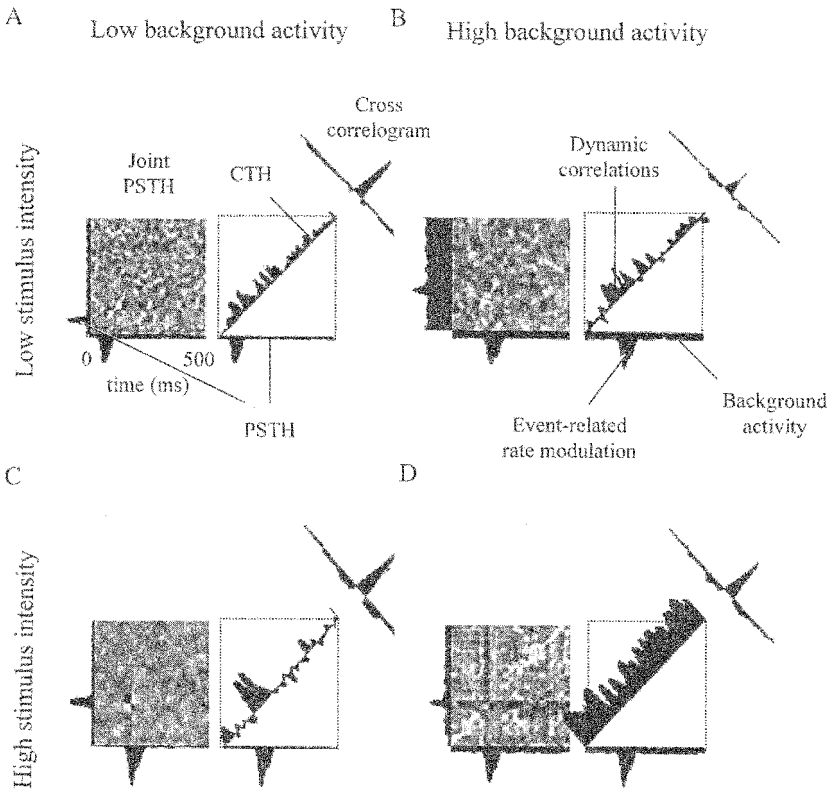 A
Low background activity
B
High background activity
Low stimulus intensity
Joint
PSTH
CTH
Cross
correlogram
Dynamic
correlations
0
500
time (ms)
PSTH
Event-related
rate modulation
Background
activity
C
D
High stimulus intensity